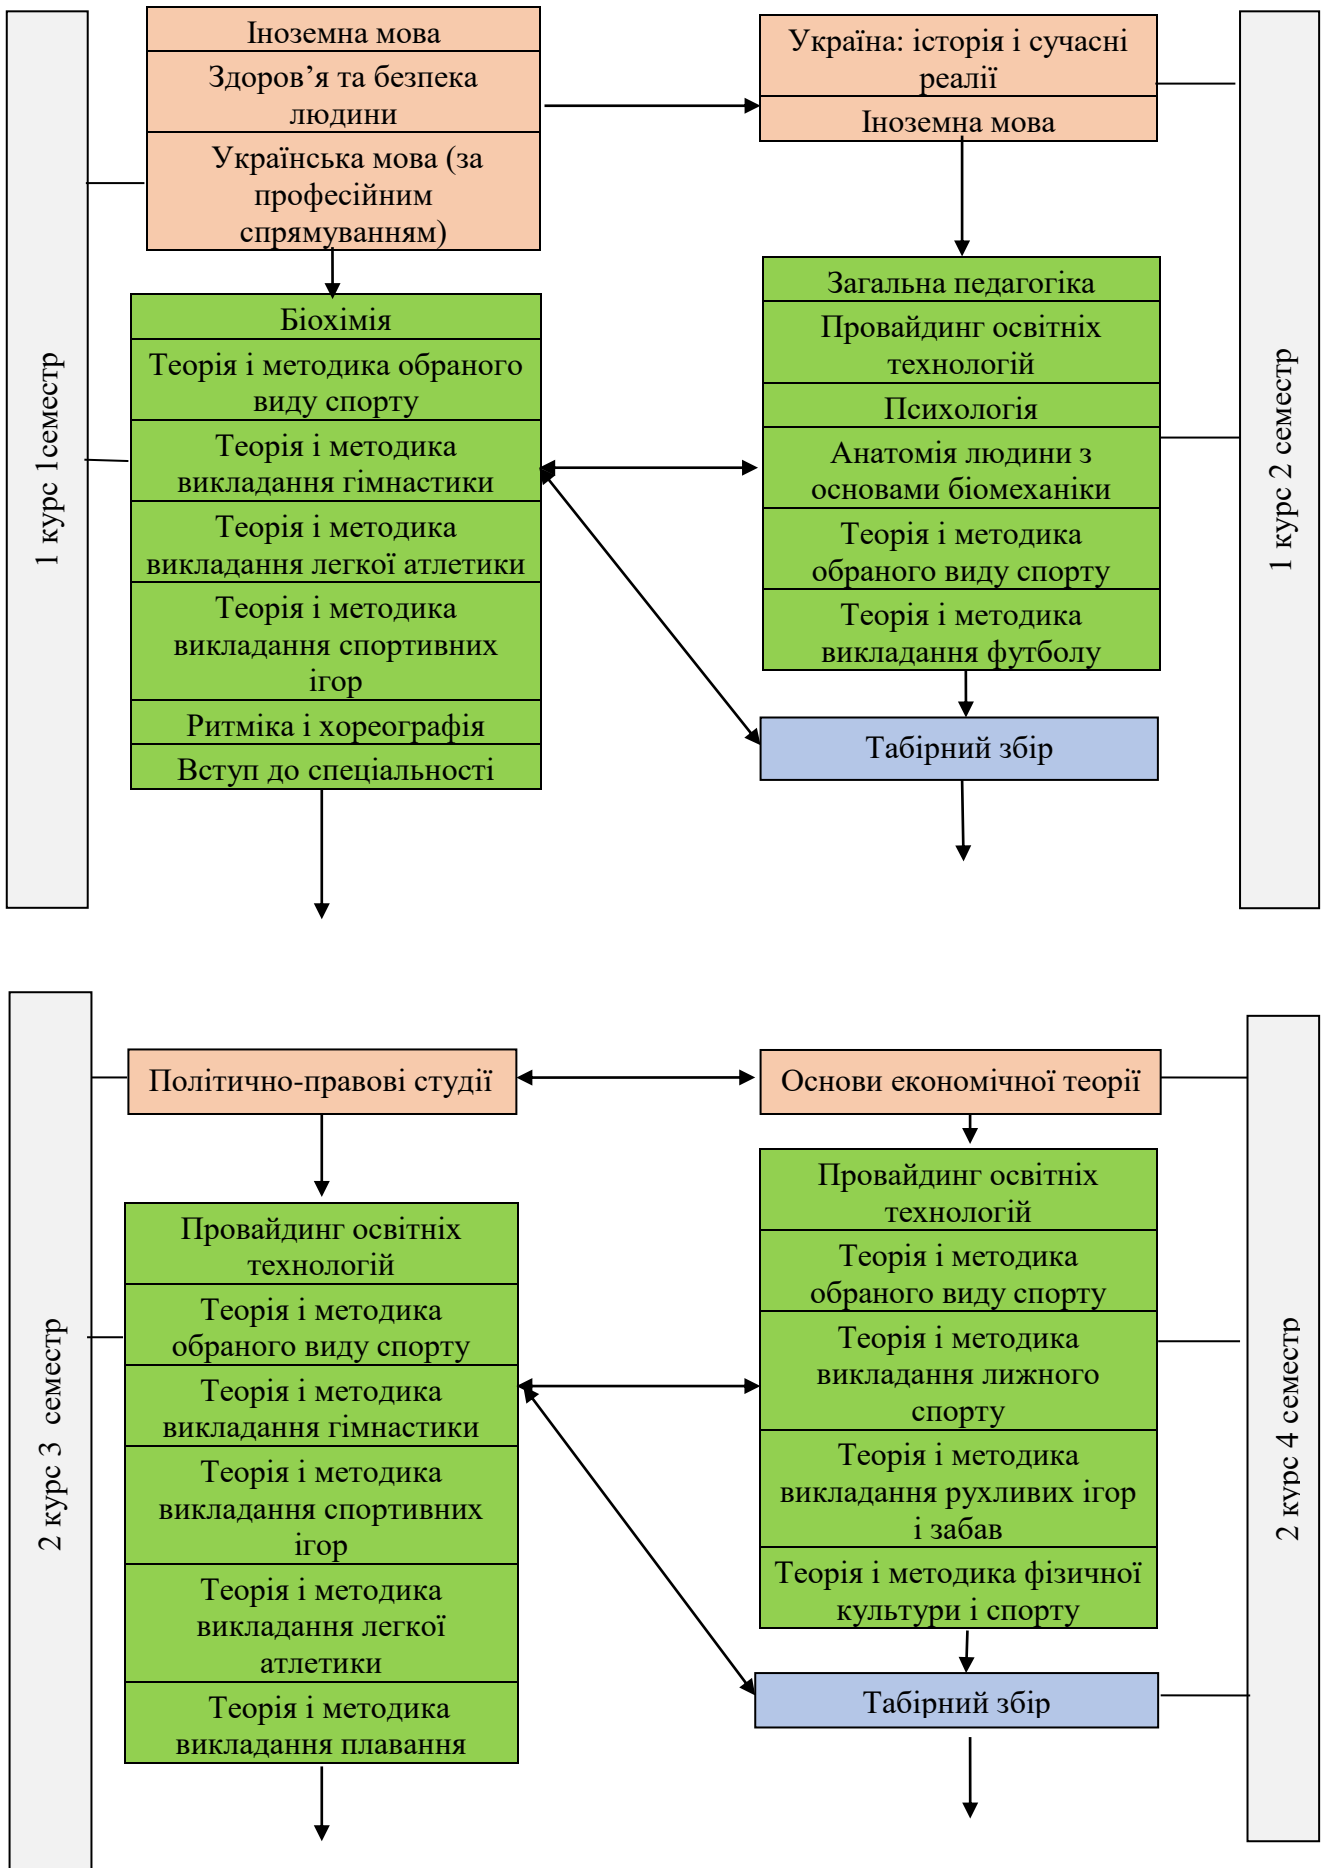 1 курс 1семестр
Іноземна мова
Здоров’я та безпека
людини
Українська мова (за
професійним
спрямуванням)
Біохімія
Теорія і методика обраного
виду спорту
Теорія і методика
викладання гімнастики
Теорія і методика
викладання легкої атлетики
Теорія і методика
викладання спортивних
ігор
Ритміка і хореографія
Вступ до спеціальності
Україна: історія і сучасні
реалії
Іноземна мова
Загальна педагогіка
Провайдинг освітніх
технологій
Психологія
Анатомія людини з
основами біомеханіки
Теорія і методика
обраного виду спорту
Теорія і методика
викладання футболу
Табірний збір
1 курс 2 семестр
2 курс 3 семестр
Політично-правові студії
Провайдинг освітніх
технологій
Теорія і методика
обраного виду спорту
Теорія і методика
викладання гімнастики
Теорія і методика
викладання спортивних
ігор
Теорія і методика
викладання легкої
атлетики
Теорія і методика
викладання плавання
Основи економічної теорії
Провайдинг освітніх
технологій
Теорія і методика
обраного виду спорту
Теорія і методика
викладання лижного
спорту
Теорія і методика
викладання рухливих ігор
і забав
Теорія і методика фізичної
культури і спорту
Табірний збір
2 курс 4 семестр